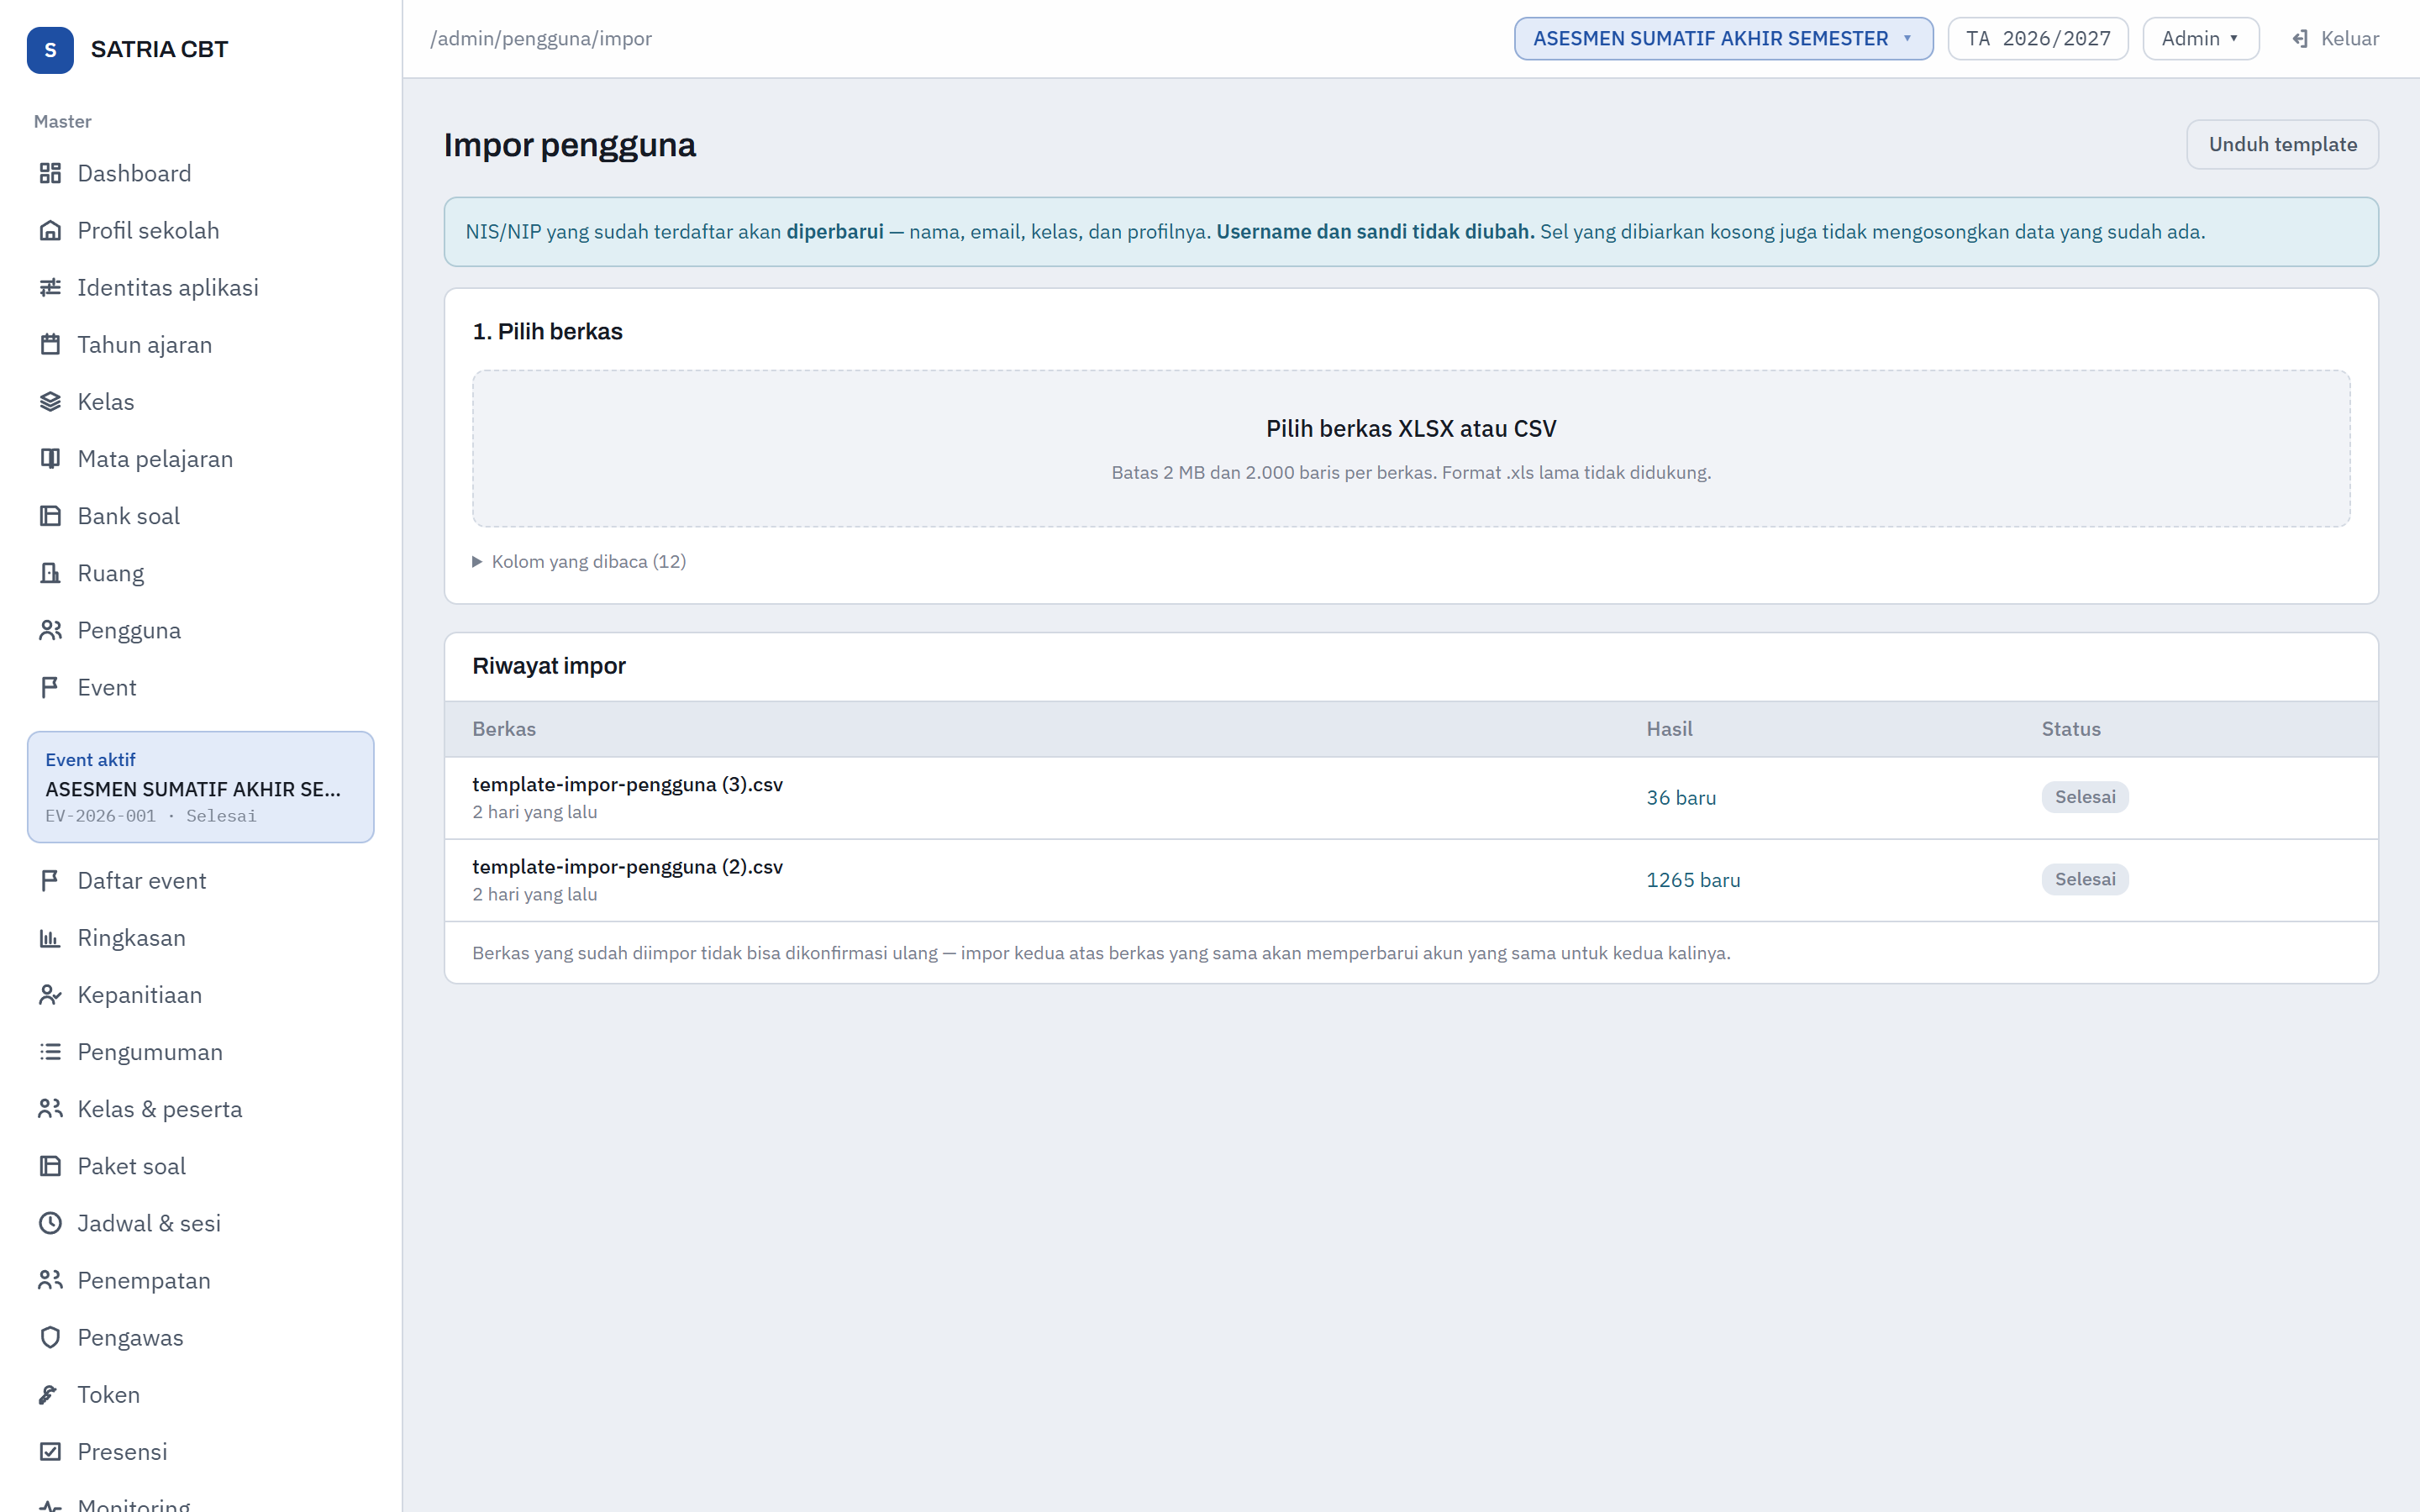 S
SATRIA CBT
Master
Dashboard
Profil sekolah
Identitas aplikasi
Tahun ajaran
Kelas
Mata pelajaran
Bank soal
Ruang
Pengguna
Event
Event aktif
ASESMEN SUMATIF AKHIR SE...
EV-2026-001 · Selesai
Daftar event
Ringkasan
Kepanitiaan
Pengumuman
Kelas & peserta
Paket soal
Jadwal & sesi
Penempatan
Pengawas
Token
Presensi
Monitoring
/admin/pengguna/impor
ASESMEN SUMATIF AKHIR SEMESTER
TA 2026/2027
Admin
Keluar
Impor pengguna
Unduh template
NIS/NIP yang sudah terdaftar akan diperbarui — nama, email, kelas, dan profilnya. Username dan sandi tidak diubah. Sel yang dibiarkan kosong juga tidak mengosongkan data yang sudah ada.
1. Pilih berkas
Pilih berkas XLSX atau CSV
Batas 2 MB dan 2.000 baris per berkas. Format .xls lama tidak didukung.
Kolom yang dibaca (12)
Riwayat impor
Berkas Hasil Status
template-impor-pengguna (3).csv
2 hari yang lalu
36 baru
Selesai
template-impor-pengguna (2).csv
2 hari yang lalu
1265 baru
Selesai
Berkas yang sudah diimpor tidak bisa dikonfirmasi ulang — impor kedua atas berkas yang sama akan memperbarui akun yang sama untuk kedua kalinya.